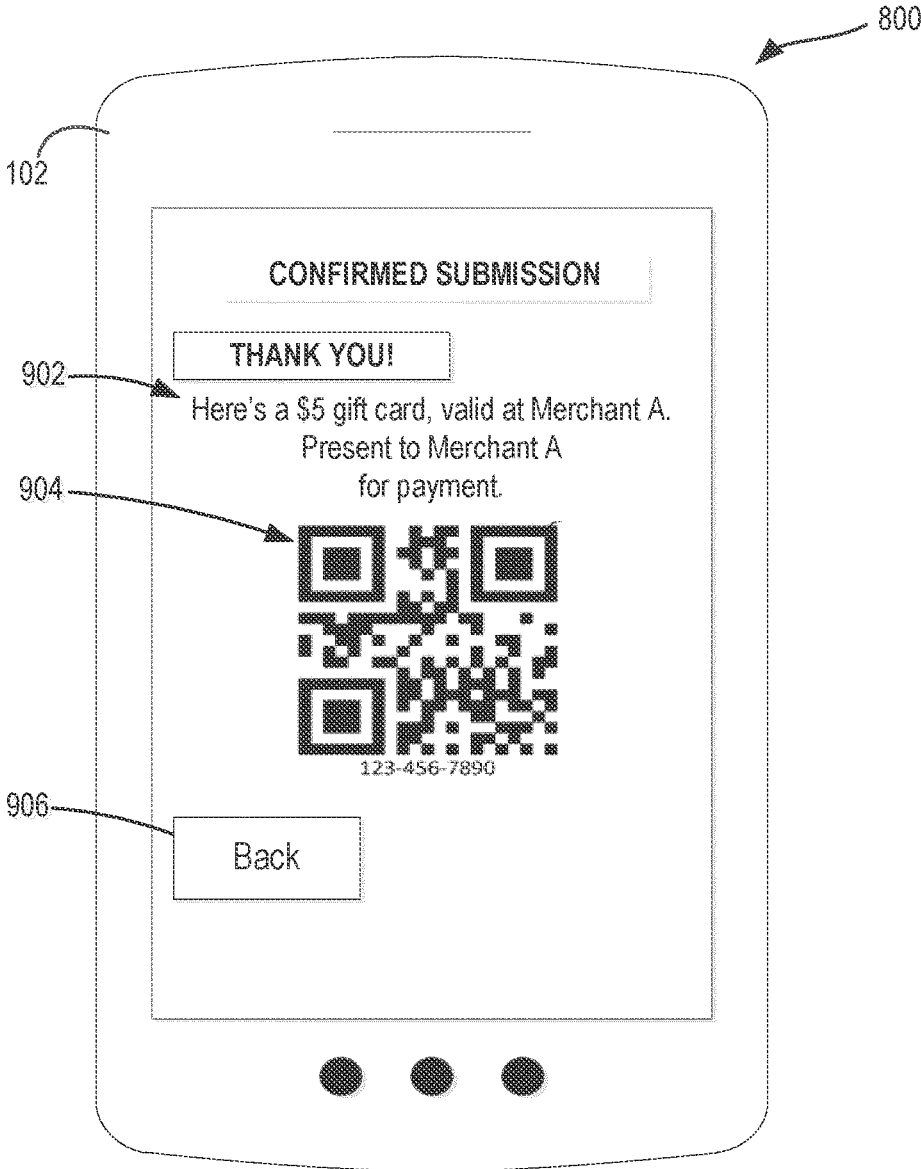 800
102
CONFIRMED SUBMISSION
THANK YOU!
902
Here's a $5 gift card, valid at Merchant A.
Present to Merchant A
904
for payment.
123-456-7890
906
Back